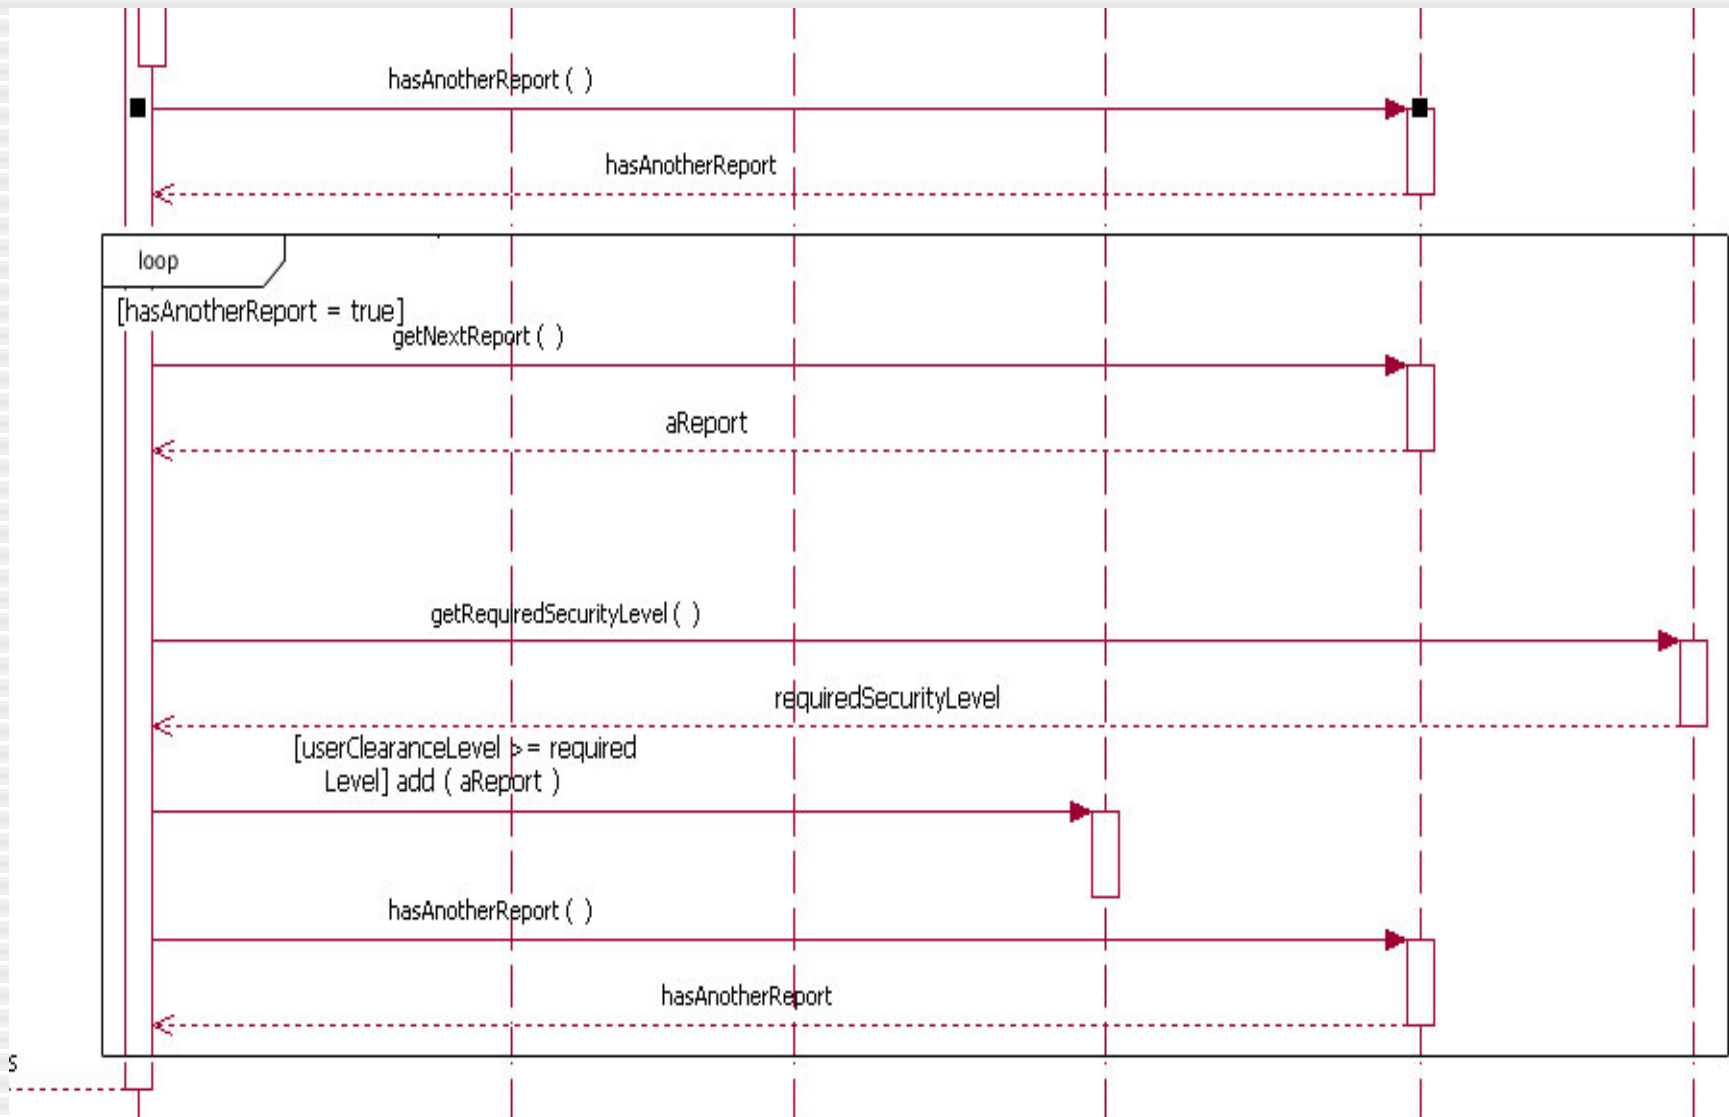 hasAnotherReport ( )
hasAnotherReport
loop
[hasAnotherReport = true]
getNextReport ( )
aReport
getRequiredSecurityLevel ( )
requiredSecurityLevel
[userClearanceLevel >= required
Level] add ( aReport )
hasAnotherReport ( )
hasAnotherReport
s